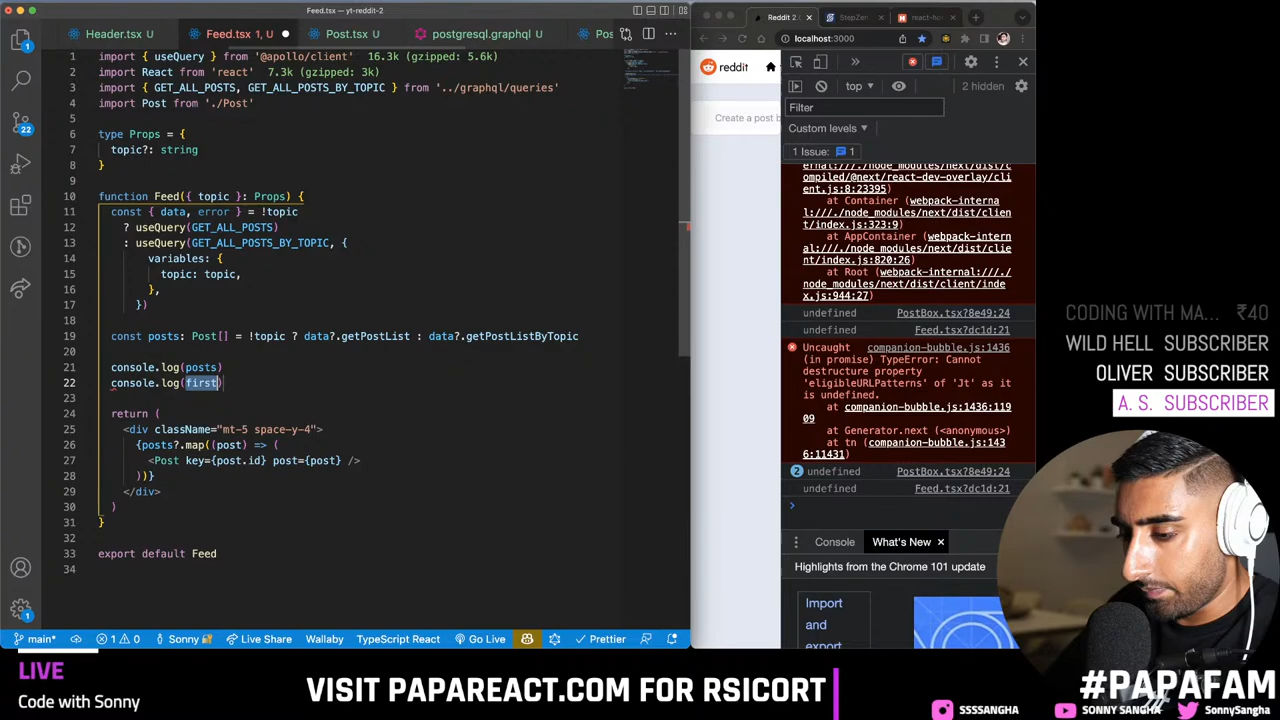 Feed.tsx — yt-reddit-2
Header.tsx U
Feed.tsx 1, U
Post.tsx U
postgresql.graphql U
Pos
1 import { useQuery } from '@apollo/client' 16.3k (gzipped: 5.6k)
2 import React from 'react' 7.3k (gzipped: 3k)
3 import { GET_ALL_POSTS, GET_ALL_POSTS_BY_TOPIC } from '../graphql/queries'
4 import Post from './Post'
5
6 type Props = {
7 topic?: string
8 }
9
10 function Feed({ topic }: Props) {
11 const { data, error } = !topic
12 ? useQuery(GET_ALL_POSTS)
13 : useQuery(GET_ALL_POSTS_BY_TOPIC, {
14 variables: {
15 topic: topic,
16 },
17 })
18
19 const posts: Post[] = !topic ? data?.getPostList : data?.getPostListByTopic
20
21 console.log(posts)
22 console.log(first)
23
24 return (
25 <div className="mt-5 space-y-4">
26 {posts?.map((post) => (
27 <Post key={post.id} post={post} />
28 ))}
29 </div>
30 )
31 }
32
33 export default Feed
34
1
22
1
main*
1 0
Sonny
Live Share
Wallaby
TypeScript React
Go Live
Prettier
Reddit 2.
StepZen
react-ho
localhost:3000
reddit
Create a post b
top
2 hidden
Filter
Custom levels
1 Issue: 1
ernal:///./node_modules/next/dist/co
mpiled/@next/react-dev-overlay/cli
ent.js:8:23395)
at Container (webpack-interna
l:///./node_modules/next/dist/clien
t/index.js:323:9)
at AppContainer (webpack-intern
al:///./node_modules/next/dist/clie
nt/index.js:820:26)
at Root (webpack-internal:///./
node_modules/next/dist/client/inde
x.js:944:27)
undefined PostBox.tsx?8e49:24
undefined Feed.tsx?dc1d:21
Uncaught companion-bubble.js:1436
(in promise) TypeError: Cannot
destructure property
'eligibleURLPatterns' of 'Jt' as it
is undefined.
at companion-bubble.js:1436:119
09
at Generator.next (<anonymous>)
at tn (companion-bubble.js:143
6:11431)
2 undefined PostBox.tsx?8e49:24
undefined Feed.tsx?dc1d:21
Console
What's New
Highlights from the Chrome 101 update
Import
and
export
CODING WITH MA... ₹40
WILD HELL SUBSCRIBER
OLIVER SUBSCRIBER
A. S. SUBSCRIBER
LIVE
Code with Sonny
VISIT PAPAREACT.COM FOR RSICORT
#PAPAFAM
SSSSANGHA
SONNY SANGHA
SonnySangha